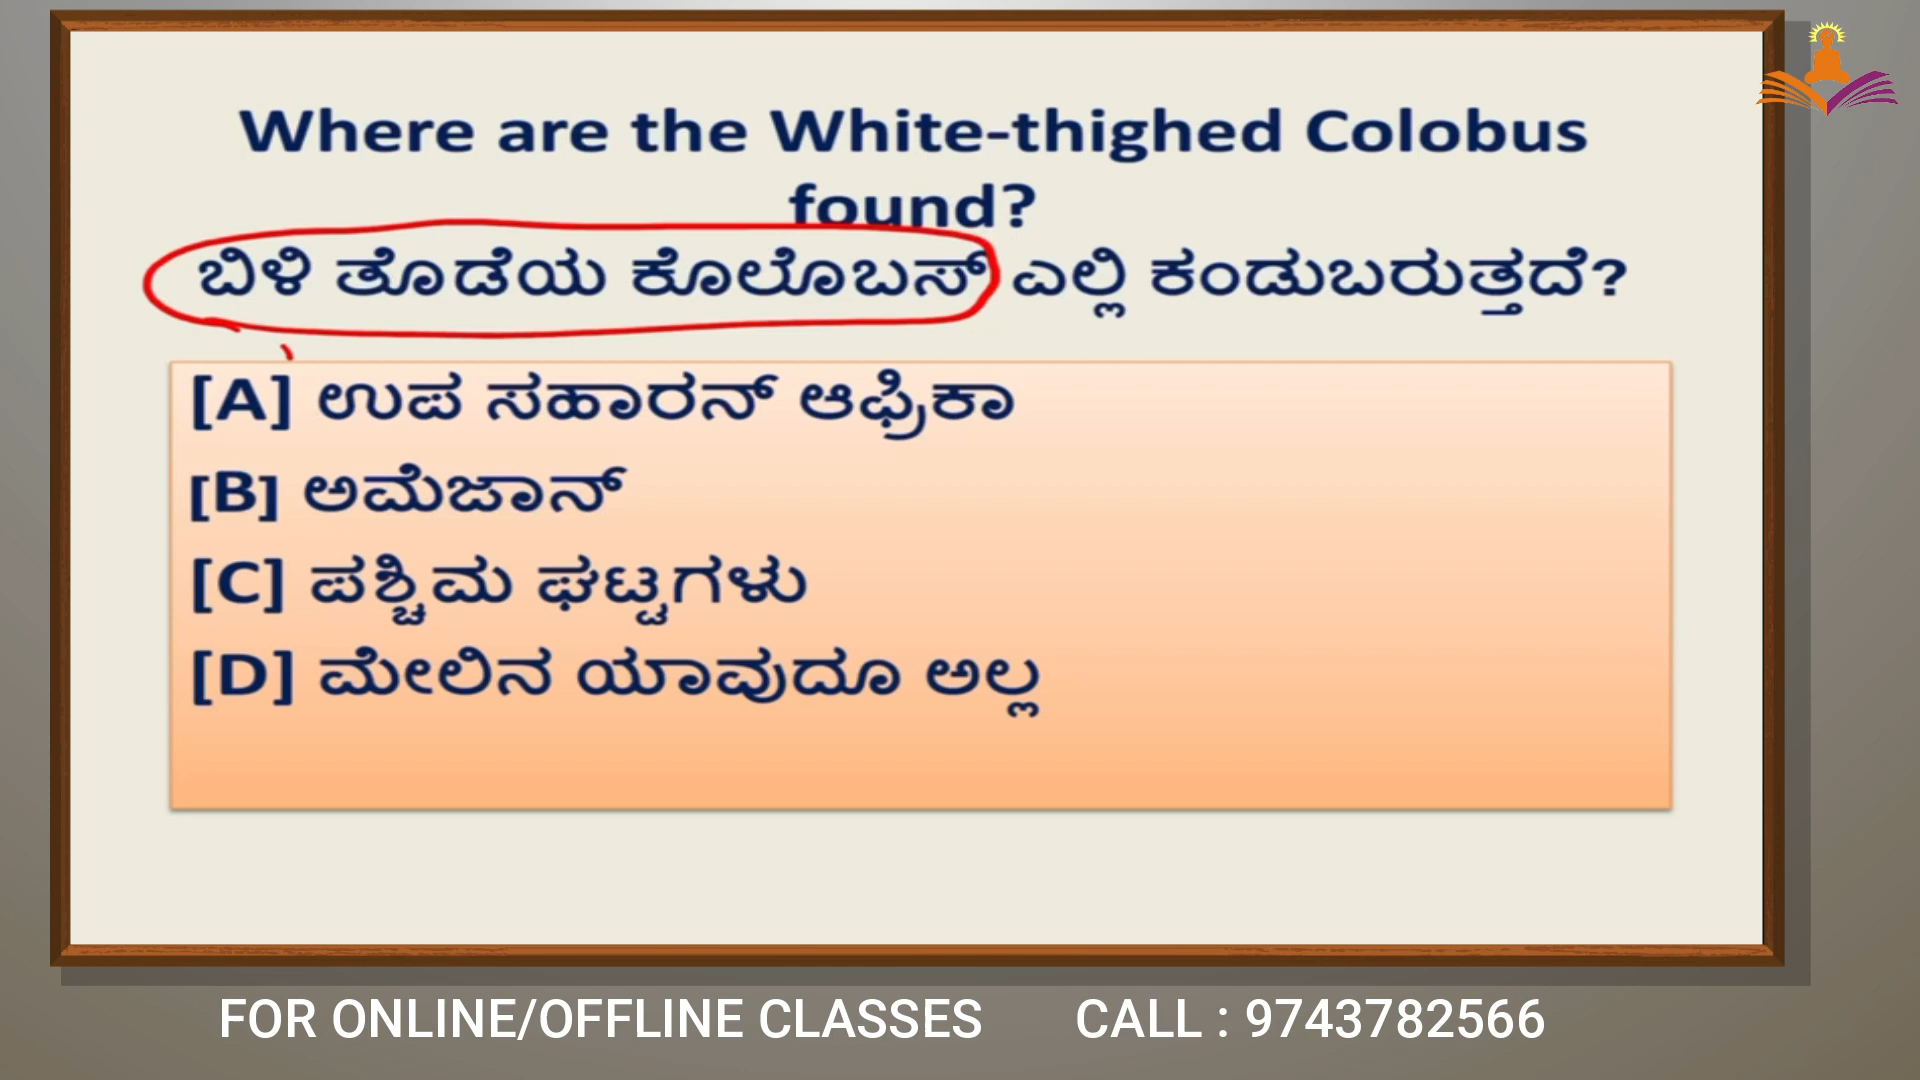 Where are the White-thighed Colobus
found?
ಬಿಳಿ ತೊಡೆಯ ಕೊಲೊಬಸ್ ಎಲ್ಲಿ ಕಂಡುಬರುತ್ತದೆ?
[A] ಉಪ ಸಹಾರನ್ ಆಫ್ರಿಕಾ
[B] ಅಮೆಜಾನ್
[C] ಪಶ್ಚಿಮ ಘಟ್ಟಗಳು
[D] ಮೇಲಿನ ಯಾವುದೂ ಅಲ್ಲ
FOR ONLINE/OFFLINE CLASSES CALL : 9743782566